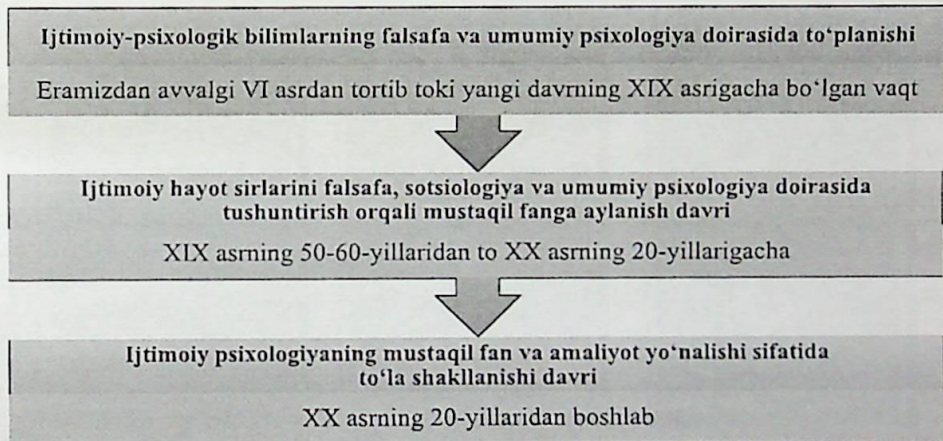 Ijtimoiy-psixologik bilimlarning falsafa va umumiy psixologiya doirasida to‘planishi
Eramizdan avvalgi VI asrdan tortib toki yangi davrning XIX asrigacha bo‘lgan vaqt
Ijtimoiy hayot sirlarini falsafa, sotsiologiya va umumiy psixologiya doirasida
tushuntirish orqali mustaqil fanga aylanish davri
XIX asrning 50-60-yillaridan to XX asrning 20-yillarigacha
Ijtimoiy psixologiyaning mustaqil fan va amaliyot yo‘nalishi sifatida
to‘la shakllanishi davri
XX asrning 20-yillaridan boshlab